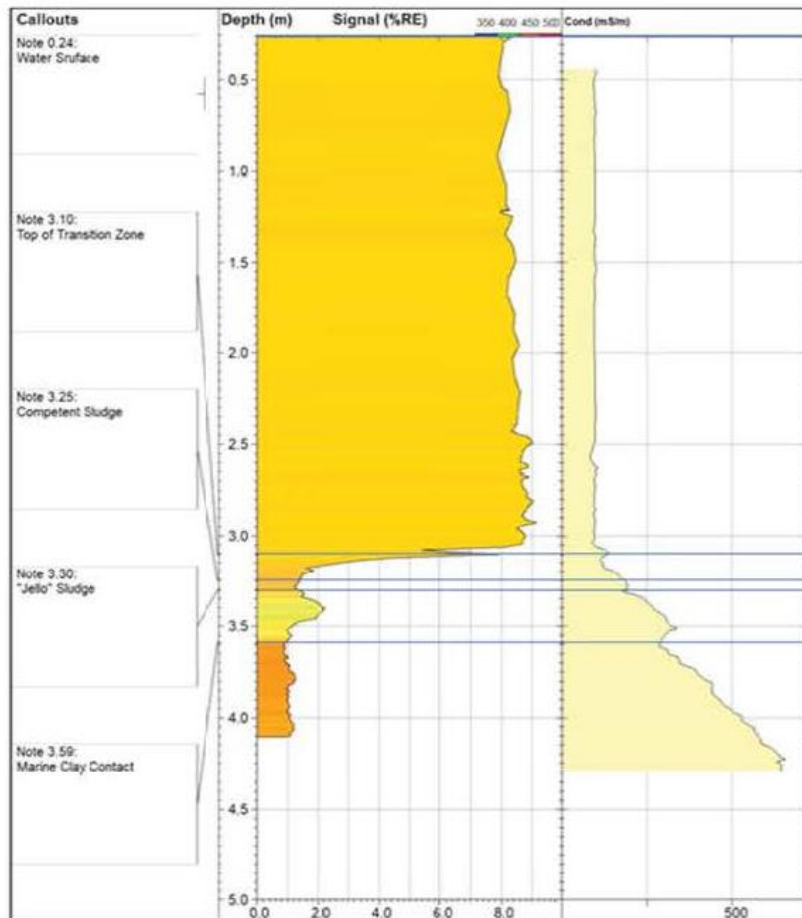 Callouts
Depth (m)
Signal (%RE)
350 400 450 500
Cond (mS/m)
Note 0.24:
Water Sruface
Note 3.10:
Top of Transition Zone
Note 3.25:
Competent Sludge
Note 3.30:
"Jello" Sludge
Note 3.59:
Marine Clay Contact
0.5
1.0
1.5
2.0
2.5
3.0
3.5
4.0
4.5
5.0
0.0 2.0 4.0 6.0 8.0
500